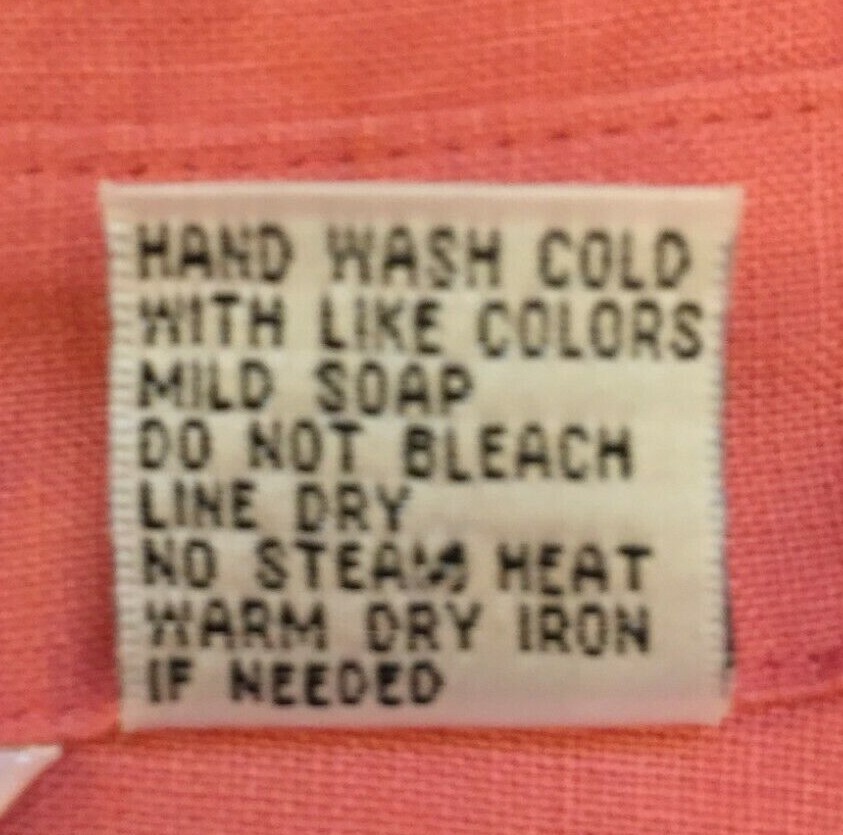 HAND WASH COLD
WITH LIKE COLORS
MILD SOAP
DO NOT BLEACH
LINE DRY
NO STEAM HEAT
WARM DRY IRON
IF NEEDED